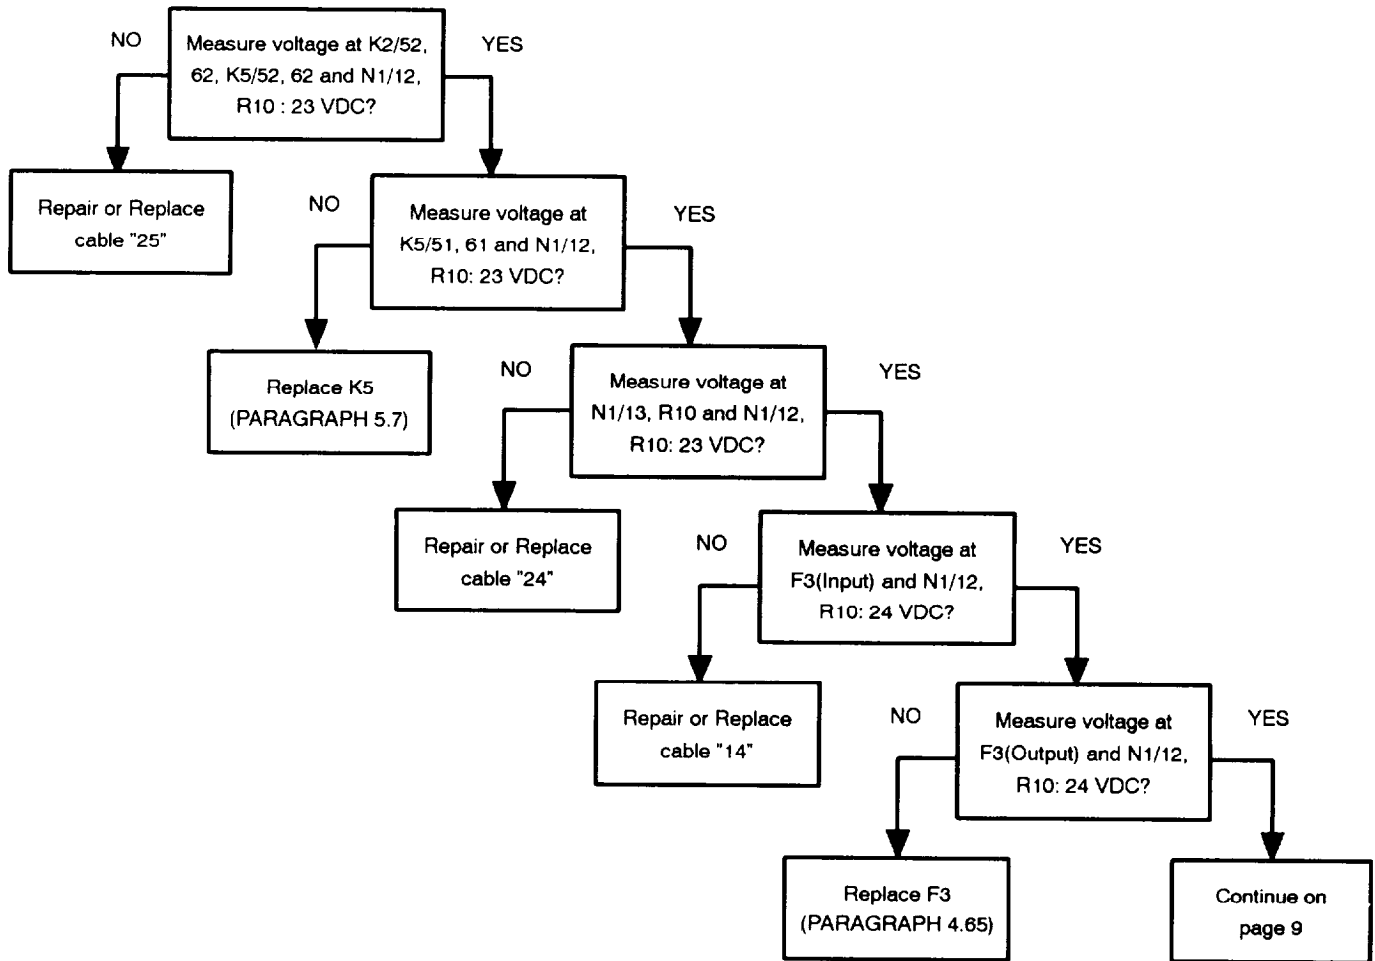 NO
Measure voltage at K2/52,
62, K5/52, 62 and N1/12,
R10 : 23 VDC?
YES
Repair or Replace
cable "25"
NO
Measure voltage at
K5/51, 61 and N1/12,
R10: 23 VDC?
YES
Replace K5
(PARAGRAPH 5.7)
NO
Measure voltage at
N1/13, R10 and N1/12,
R10: 23 VDC?
YES
Repair or Replace
cable "24"
NO
Measure voltage at
F3(Input) and N1/12,
R10: 24 VDC?
YES
Repair or Replace
cable "14"
NO
Measure voltage at
F3(Output) and N1/12,
R10: 24 VDC?
YES
Replace F3
(PARAGRAPH 4.65)
Continue on
page 9